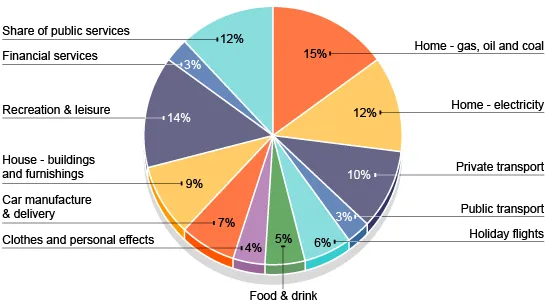 Share of public services
12%
Financial services
3%
Recreation & leisure
14%
House - buildings
and furnishings
9%
Car manufacture
& delivery
7%
Clothes and personal effects
4%
Food & drink
5%
Home - gas, oil and coal
15%
Home - electricity
12%
Private transport
10%
Public transport
3%
Holiday flights
6%